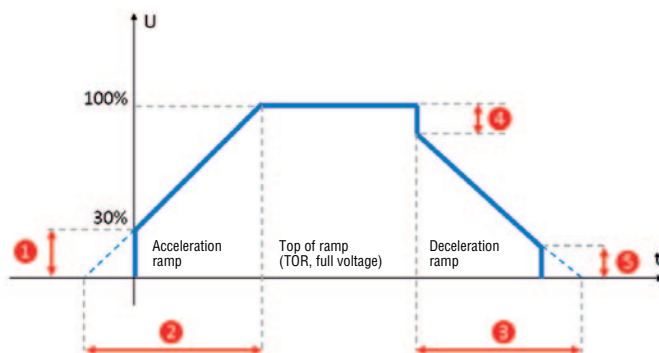 U
100%
4
30%
1
Acceleration
ramp
Top of ramp
(TOR, full voltage)
Deceleration
ramp
t
5
2
3